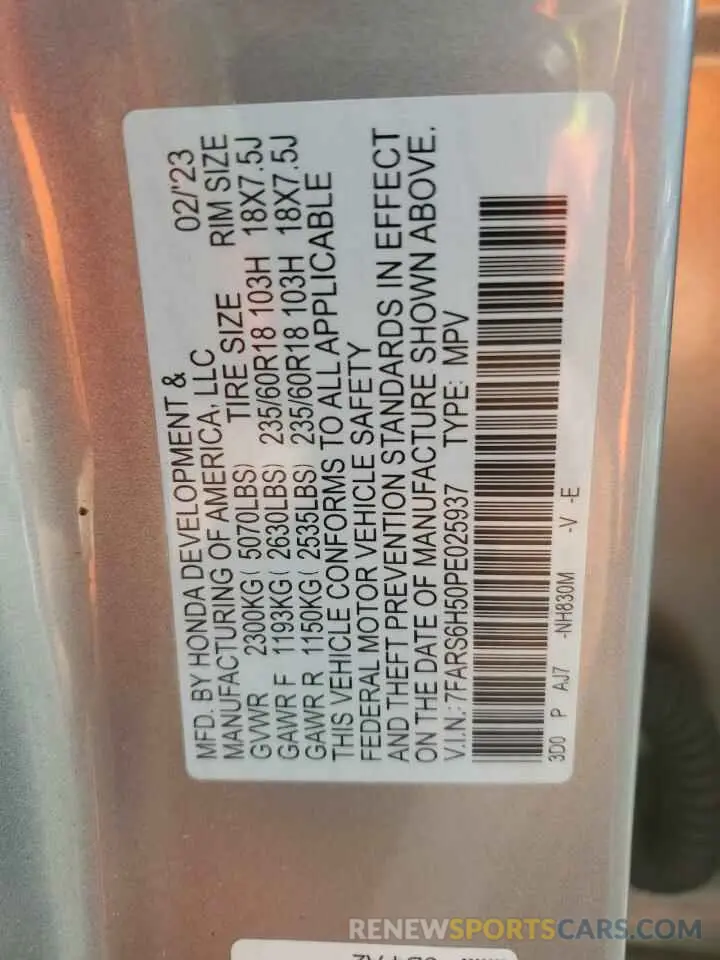 MFD. BY HONDA DEVELOPMENT & 02/'23
MANUFACTURING OF AMERICA, LLC RIM SIZE
GVWR 2300KG( 5070LBS) TIRE SIZE
GAWR F 1193KG( 2630LBS) 235/60R18 103H 18X7.5J
GAWR R 1150KG( 2535LBS) 235/60R18 103H 18X7.5J
THIS VEHICLE CONFORMS TO ALL APPLICABLE
FEDERAL MOTOR VEHICLE SAFETY
AND THEFT PREVENTION STANDARDS IN EFFECT
ON THE DATE OF MANUFACTURE SHOWN ABOVE.
V.I.N.: 7FARS6H50PE025937 TYPE: MPV
3D0 P AJ7 -NH830M -V -E
RENEWSPORTSCARS.COM